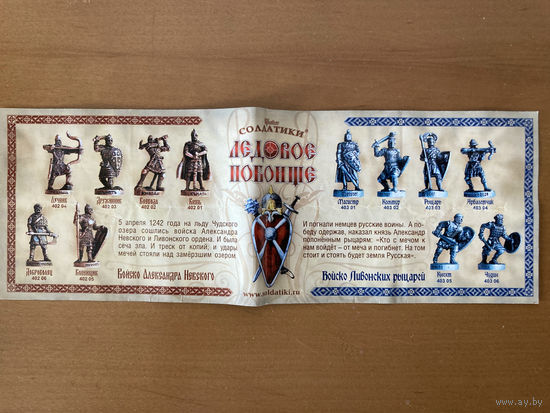 СОЛДАТИКИ
ЛЕДОВОЕ
ПОБОИЩЕ
Лучник
402 04
Дружинник
402 03
Воевода
402 02
Князь
402 01
Магистр
403 01
Комтур
403 02
Рыцарь
403 03
Арбалетчик
403 04
Доброволец
402 06
402 05
5 апреля 1242 года на льду Чудского
озера сошлись войска Александра
Невского и Ливонского ордена. И была
сеча зла. И треск от копий; и удары
мечей стояли над замёрзшим озером.
И погнали немцев русские воины. А по-
беду одержав, наказал князь Александр
полонённым рыцарям: «Кто с мечом к
нам войдёт – от меча и погибнет. На том
стоит и стоять будет земля Русская».
Кнехт
403 05
Чудин
403 06
Войско Александра Невского
Войско Ливонских рыцарей
www.soldatiki.ru
www.ay.by